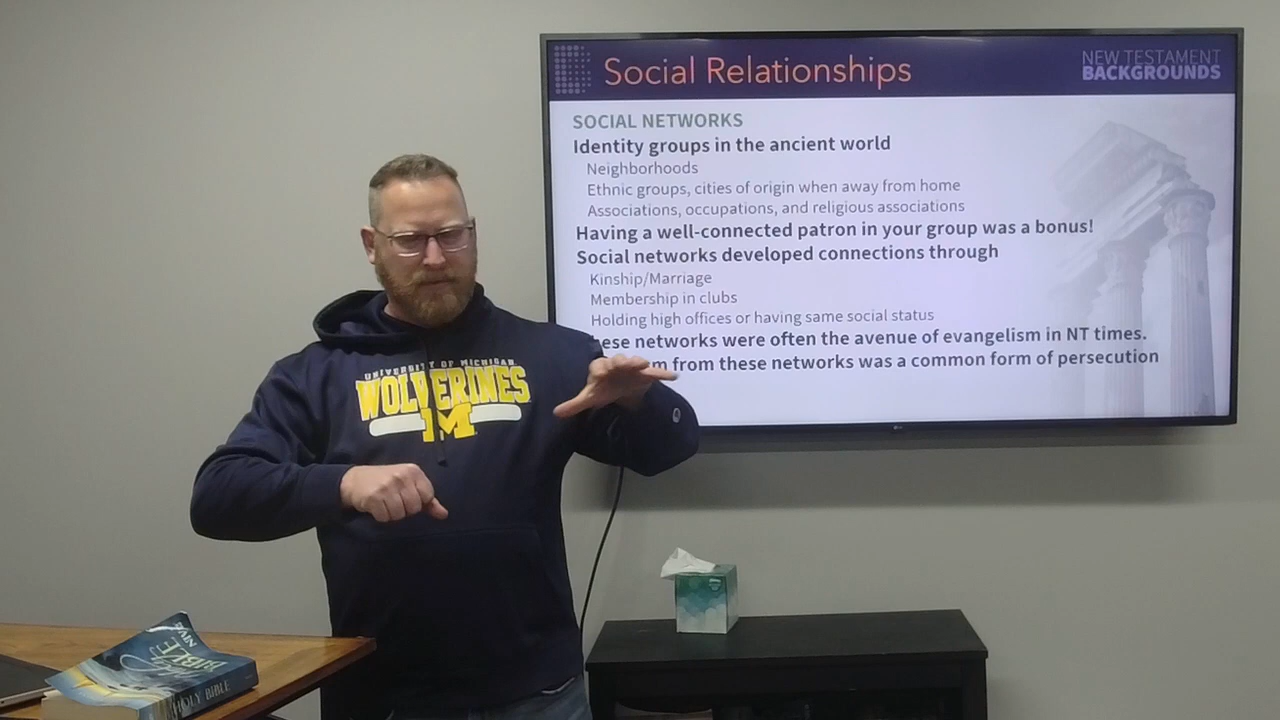 Social Relationships
NEW TESTAMENT
BACKGROUNDS
SOCIAL NETWORKS
Identity groups in the ancient world
Neighborhoods
Ethnic groups, cities of origin when away from home
Associations, occupations, and religious associations
Having a well-connected patron in your group was a bonus!
Social networks developed connections through
Kinship/Marriage
Membership in clubs
Holding high offices or having same social status
networks were often the avenue of evangelism in NT times.
from these networks was a common form of persecution
UNIVERSITY OF MICHIGAN
WOLVERINES
M
LG
BIBLE
HOLY BIBLE